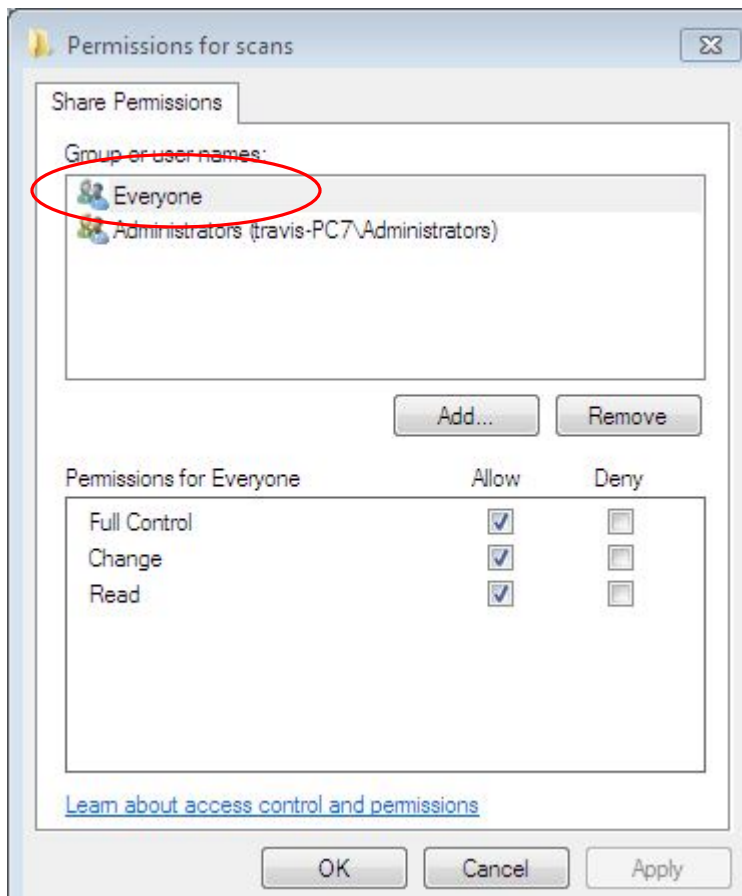 Permissions for scans
Share Permissions
Group or user names:
Everyone
Administrators (travis-PC7\Administrators)
Add... Remove
Permissions for Everyone Allow Deny
Full Control
Change
Read
Learn about access control and permissions
OK Cancel Apply